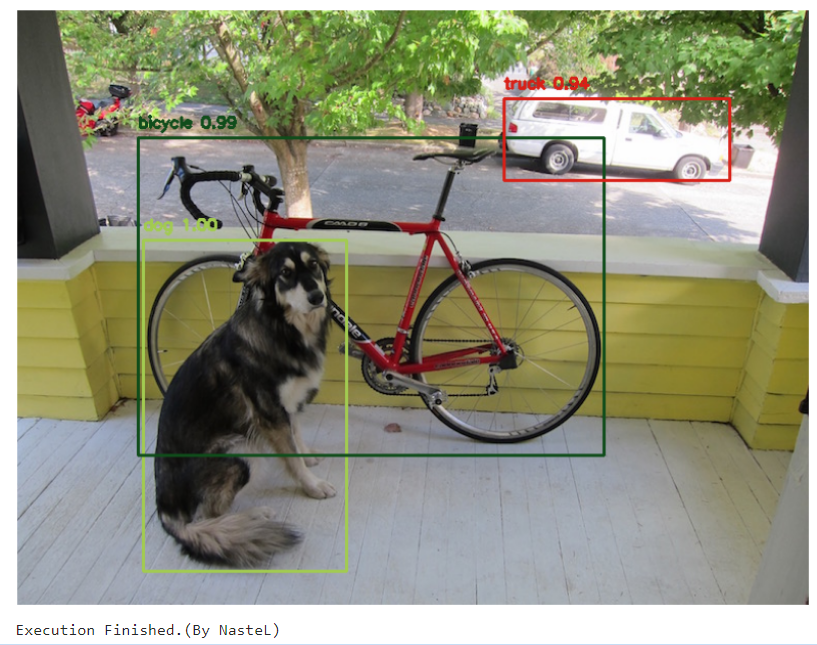 truck 0.94
bicycle 0.99
dog 1.00
Execution Finished.(By NasteL)